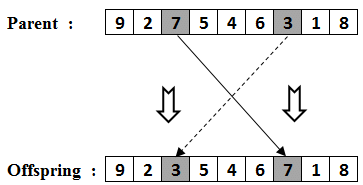 Parent : 9 2 7 5 4 6 3 1 8
Offspring : 9 2 3 5 4 6 7 1 8